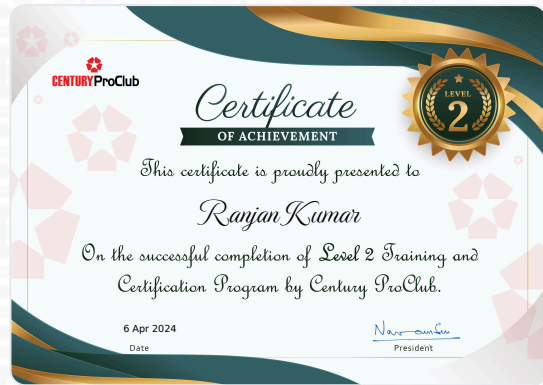 CENTURY ProClub
Certificate
OF ACHIEVEMENT
LEVEL
2
This certificate is proudly presented to
Ranjan Kumar
On the successful completion of Level 2 Training and
Certification Program by Century ProClub.
6 Apr 2024
Date
President